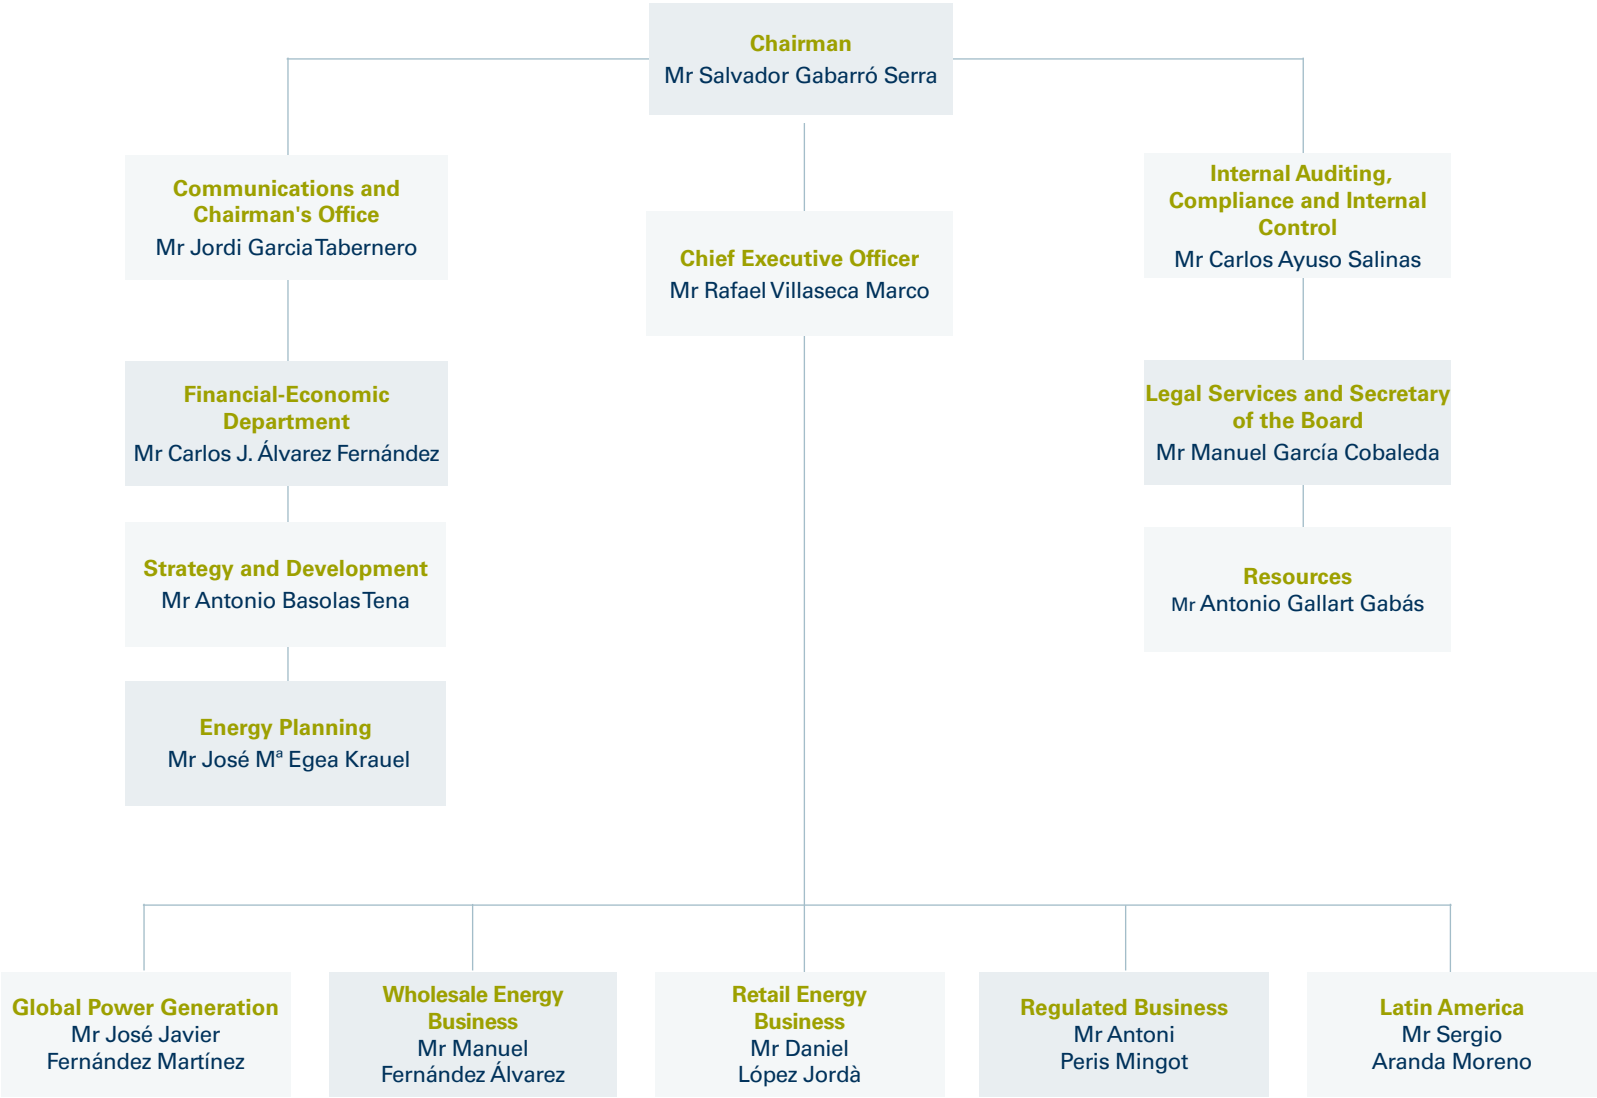 Chairman
Mr Salvador Gabarró Serra
Communications and
Chairman's Office
Mr Jordi Garcia Tabernero
Internal Auditing,
Compliance and Internal
Control
Mr Carlos Ayuso Salinas
Chief Executive Officer
Mr Rafael Villaseca Marco
Financial-Economic
Department
Mr Carlos J. Álvarez Fernández
Legal Services and Secretary
of the Board
Mr Manuel García Cobaleda
Strategy and Development
Mr Antonio Basolas Tena
Resources
Mr Antonio Gallart Gabás
Energy Planning
Mr José Mª Egea Krauel
Global Power Generation
Mr José Javier
Fernández Martínez
Wholesale Energy
Business
Mr Manuel
Fernández Álvarez
Retail Energy
Business
Mr Daniel
López Jordà
Regulated Business
Mr Antoni
Peris Mingot
Latin America
Mr Sergio
Aranda Moreno